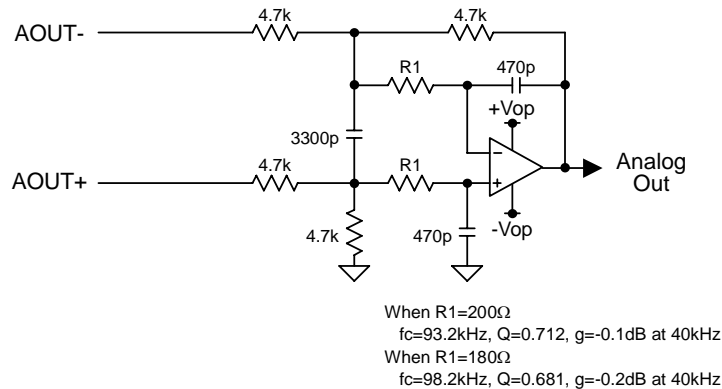 4.7k
4.7k
AOUT-
R1
470p
+Vop
3300p
4.7k
R1
AOUT+
−
+
Analog
Out
4.7k
470p
-Vop
When R1=200Ω
fc=93.2kHz, Q=0.712, g=-0.1dB at 40kHz
When R1=180Ω
fc=98.2kHz, Q=0.681, g=-0.2dB at 40kHz